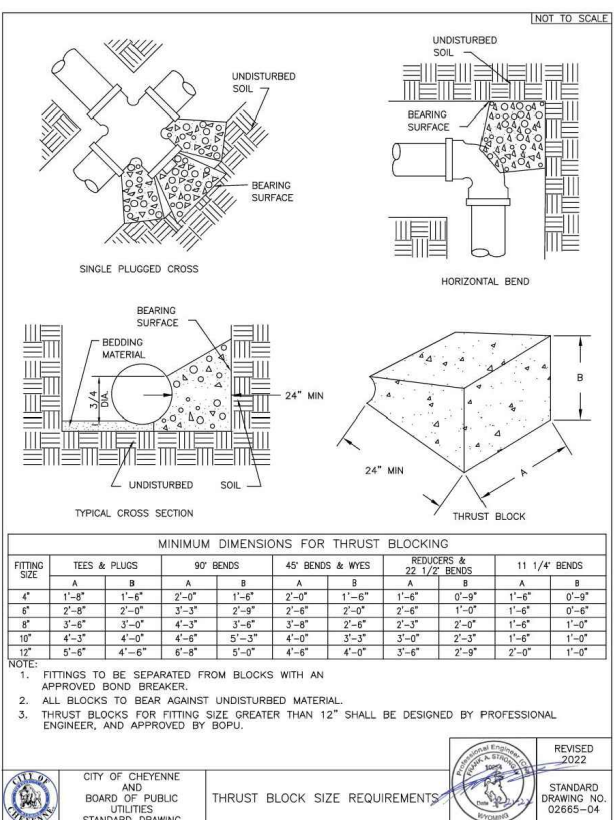 NOT TO SCALE
UNDISTURBED
SOIL
BEARING
SURFACE
SINGLE PLUGGED CROSS
UNDISTURBED
SOIL
BEARING
SURFACE
HORIZONTAL BEND
BEARING
SURFACE
BEDDING
MATERIAL
3/4
DIA.
24" MIN
UNDISTURBED SOIL
TYPICAL CROSS SECTION
B
24" MIN
A
THRUST BLOCK
MINIMUM DIMENSIONS FOR THRUST BLOCKING
FITTING SIZE TEES & PLUGS 90° BENDS 45° BENDS & WYES REDUCERS & 22 1/2° BENDS 11 1/4° BENDS
A B A B A B A B A B
4" 1'-8" 1'-6" 2'-0" 1'-6" 2'-0" 1'-6" 1'-6" 0'-9" 1'-6" 0'-6"
6" 2'-8" 2'-0" 3'-3" 2'-9" 2'-6" 2'-0" 2'-6" 1'-0" 1'-6" 0'-9"
8" 3'-6" 3'-0" 4'-3" 3'-6" 3'-8" 2'-6" 2'-3" 2'-0" 1'-6" 1'-0"
10" 4'-3" 4'-0" 4'-6" 5'-3" 4'-0" 3'-3" 3'-0" 2'-3" 1'-6" 1'-0"
12" 5'-6" 4'-6" 6'-8" 5'-0" 4'-6" 4'-0" 3'-6" 2'-9" 2'-0" 1'-0"
NOTE:
1. FITTINGS TO BE SEPARATED FROM BLOCKS WITH AN
APPROVED BOND BREAKER.
2. ALL BLOCKS TO BEAR AGAINST UNDISTURBED MATERIAL.
3. THRUST BLOCKS FOR FITTING SIZE GREATER THAN 12" SHALL BE DESIGNED BY PROFESSIONAL
ENGINEER, AND APPROVED BY BOPU.
CITY OF CHEYENNE
AND
BOARD OF PUBLIC
UTILITIES
STANDARD DRAWING
THRUST BLOCK SIZE REQUIREMENTS
Professional Engineer
FRANK A. STRONG
WYOMING
REVISED
2022
STANDARD
DRAWING NO.
02665-04
CITY OF
CHEYENNE